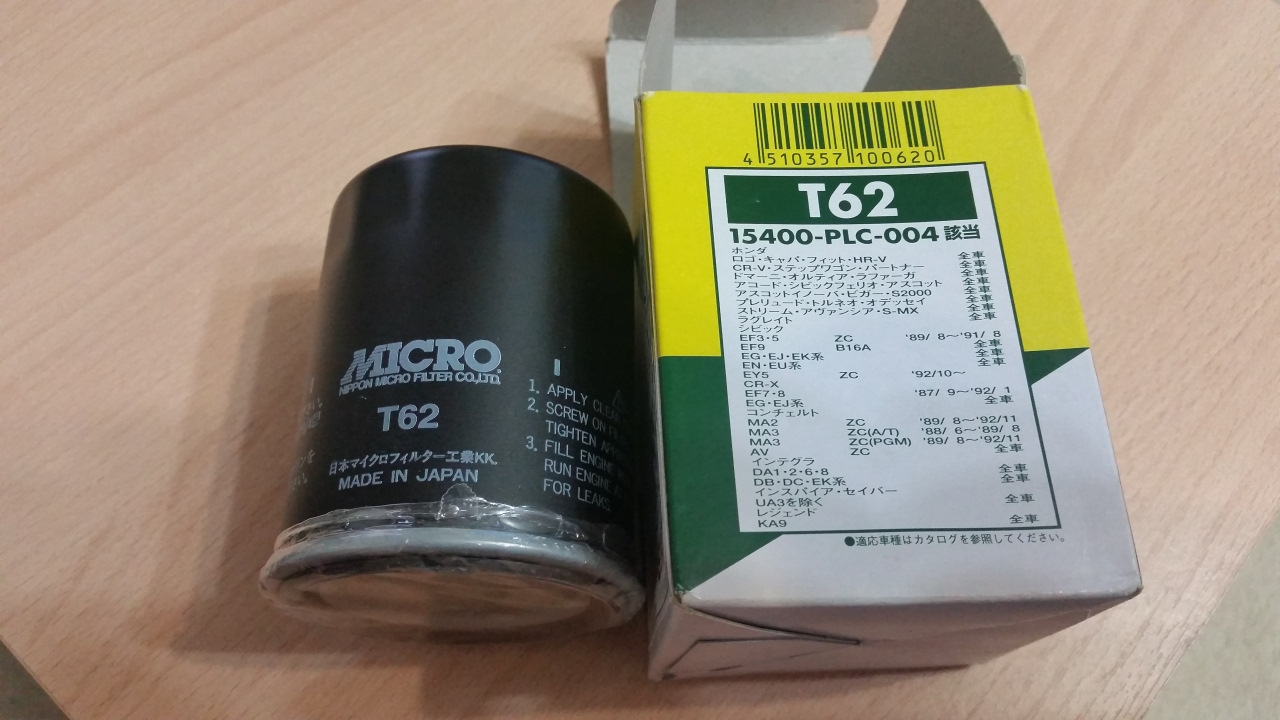 MICRO®
NIPPON MICRO FILTER CO., LTD.
T62
日本マイクロフィルター工業KK.
MADE IN JAPAN
1. APPLY
2. SCREW ON
TIGHTEN
3. FILL ENGINE
RUN ENGINE
FOR LEAKS.
4 510357 100620
T62
15400-PLC-004 該当
ホンダ
ロゴ・キャパ・フィット・HR-V 全車
CR-V・ステップワゴン・パートナー 全車
ドマーニ・オルティア・ラファーガ 全車
アコード・シビックフェリオ・アスコット 全車
アスコットイノーバ・ビガー・S2000 全車
プレリュード・トルネオ・オデッセイ 全車
ストリーム・アヴァンシア・S-MX 全車
ラグレイト 全車
シビック
EF3・5 ZC '89/ 8~'91/ 8
EF9 B16A 全車
EG・EJ・EK系 全車
EN・EU系 全車
EY5 ZC '92/10~
CR-X
EF7・8 '87/ 9~'92/ 1
EG・EJ系 全車
コンチェルト
MA2 ZC '89/ 8~'92/11
MA3 ZC(A/T) '88/ 6~'89/ 8
MA3 ZC(PGM) '89/ 8~'92/11
AV ZC 全車
インテグラ
DA1・2・6・8 全車
DB・DC・EK系 全車
インスパイア・セイバー
UA3を除く 全車
レジェンド
KA9 全車
●適応車種はカタログを参照してください。